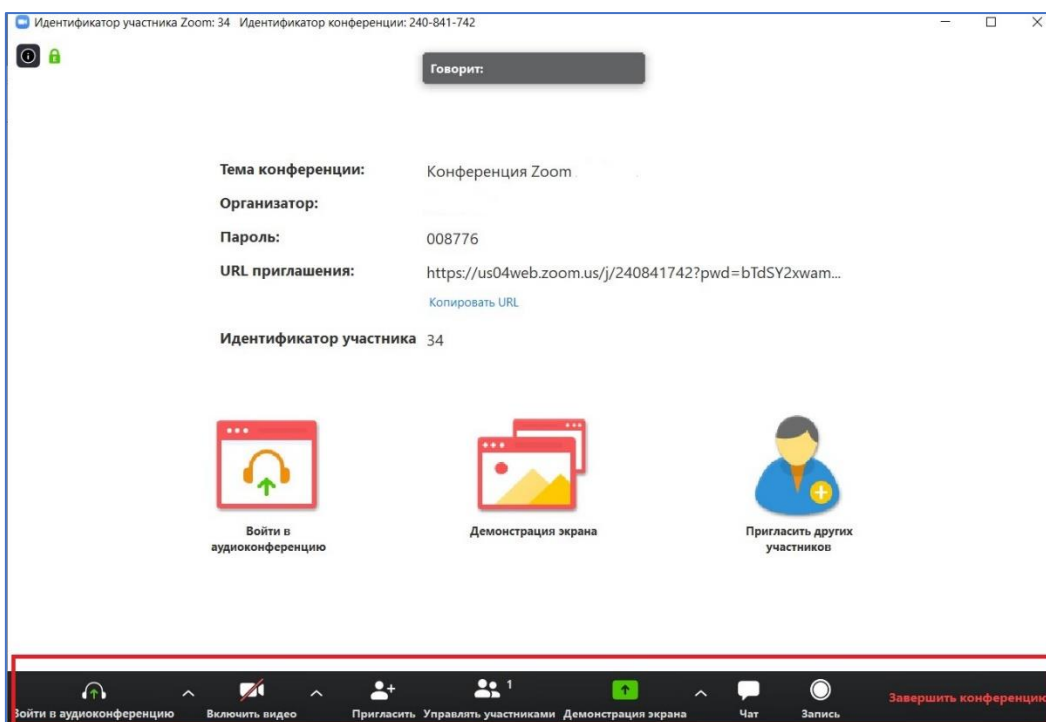 Идентификатор участника Zoom: 34 Идентификатор конференции: 240-841-742
Говорит:
Тема конференции: Конференция Zoom
Организатор:
Пароль: 008776
URL приглашения: https://us04web.zoom.us/j/240841742?pwd=bTdSY2xwam...
Копировать URL
Идентификатор участника 34
Войти в
аудиоконференцию
Демонстрация экрана
Пригласить других
участников
1
Войти в аудиоконференцию Включить видео Пригласить Управлять участниками Демонстрация экрана Чат Запись Завершить конференцию